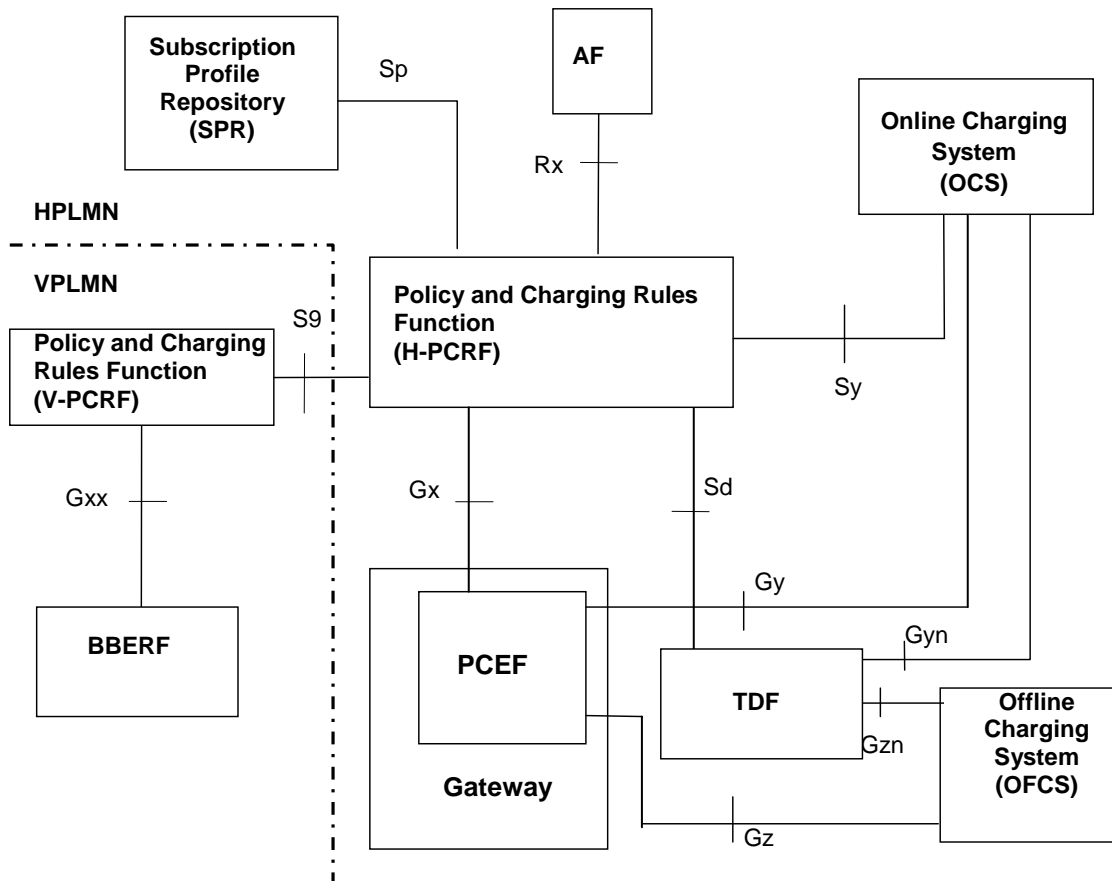 Subscription
Profile
Repository
(SPR)
Sp
AF
Rx
Online Charging
System
(OCS)
HPLMN
VPLMN
S9
Policy and Charging
Rules Function
(V-PCRF)
Policy and Charging Rules
Function
(H-PCRF)
Sy
Gxx
Gx
Sd
BBERF
PCEF
Gateway
Gy
Gyn
TDF
Gzn
Offline
Charging
System
(OFCS)
Gz